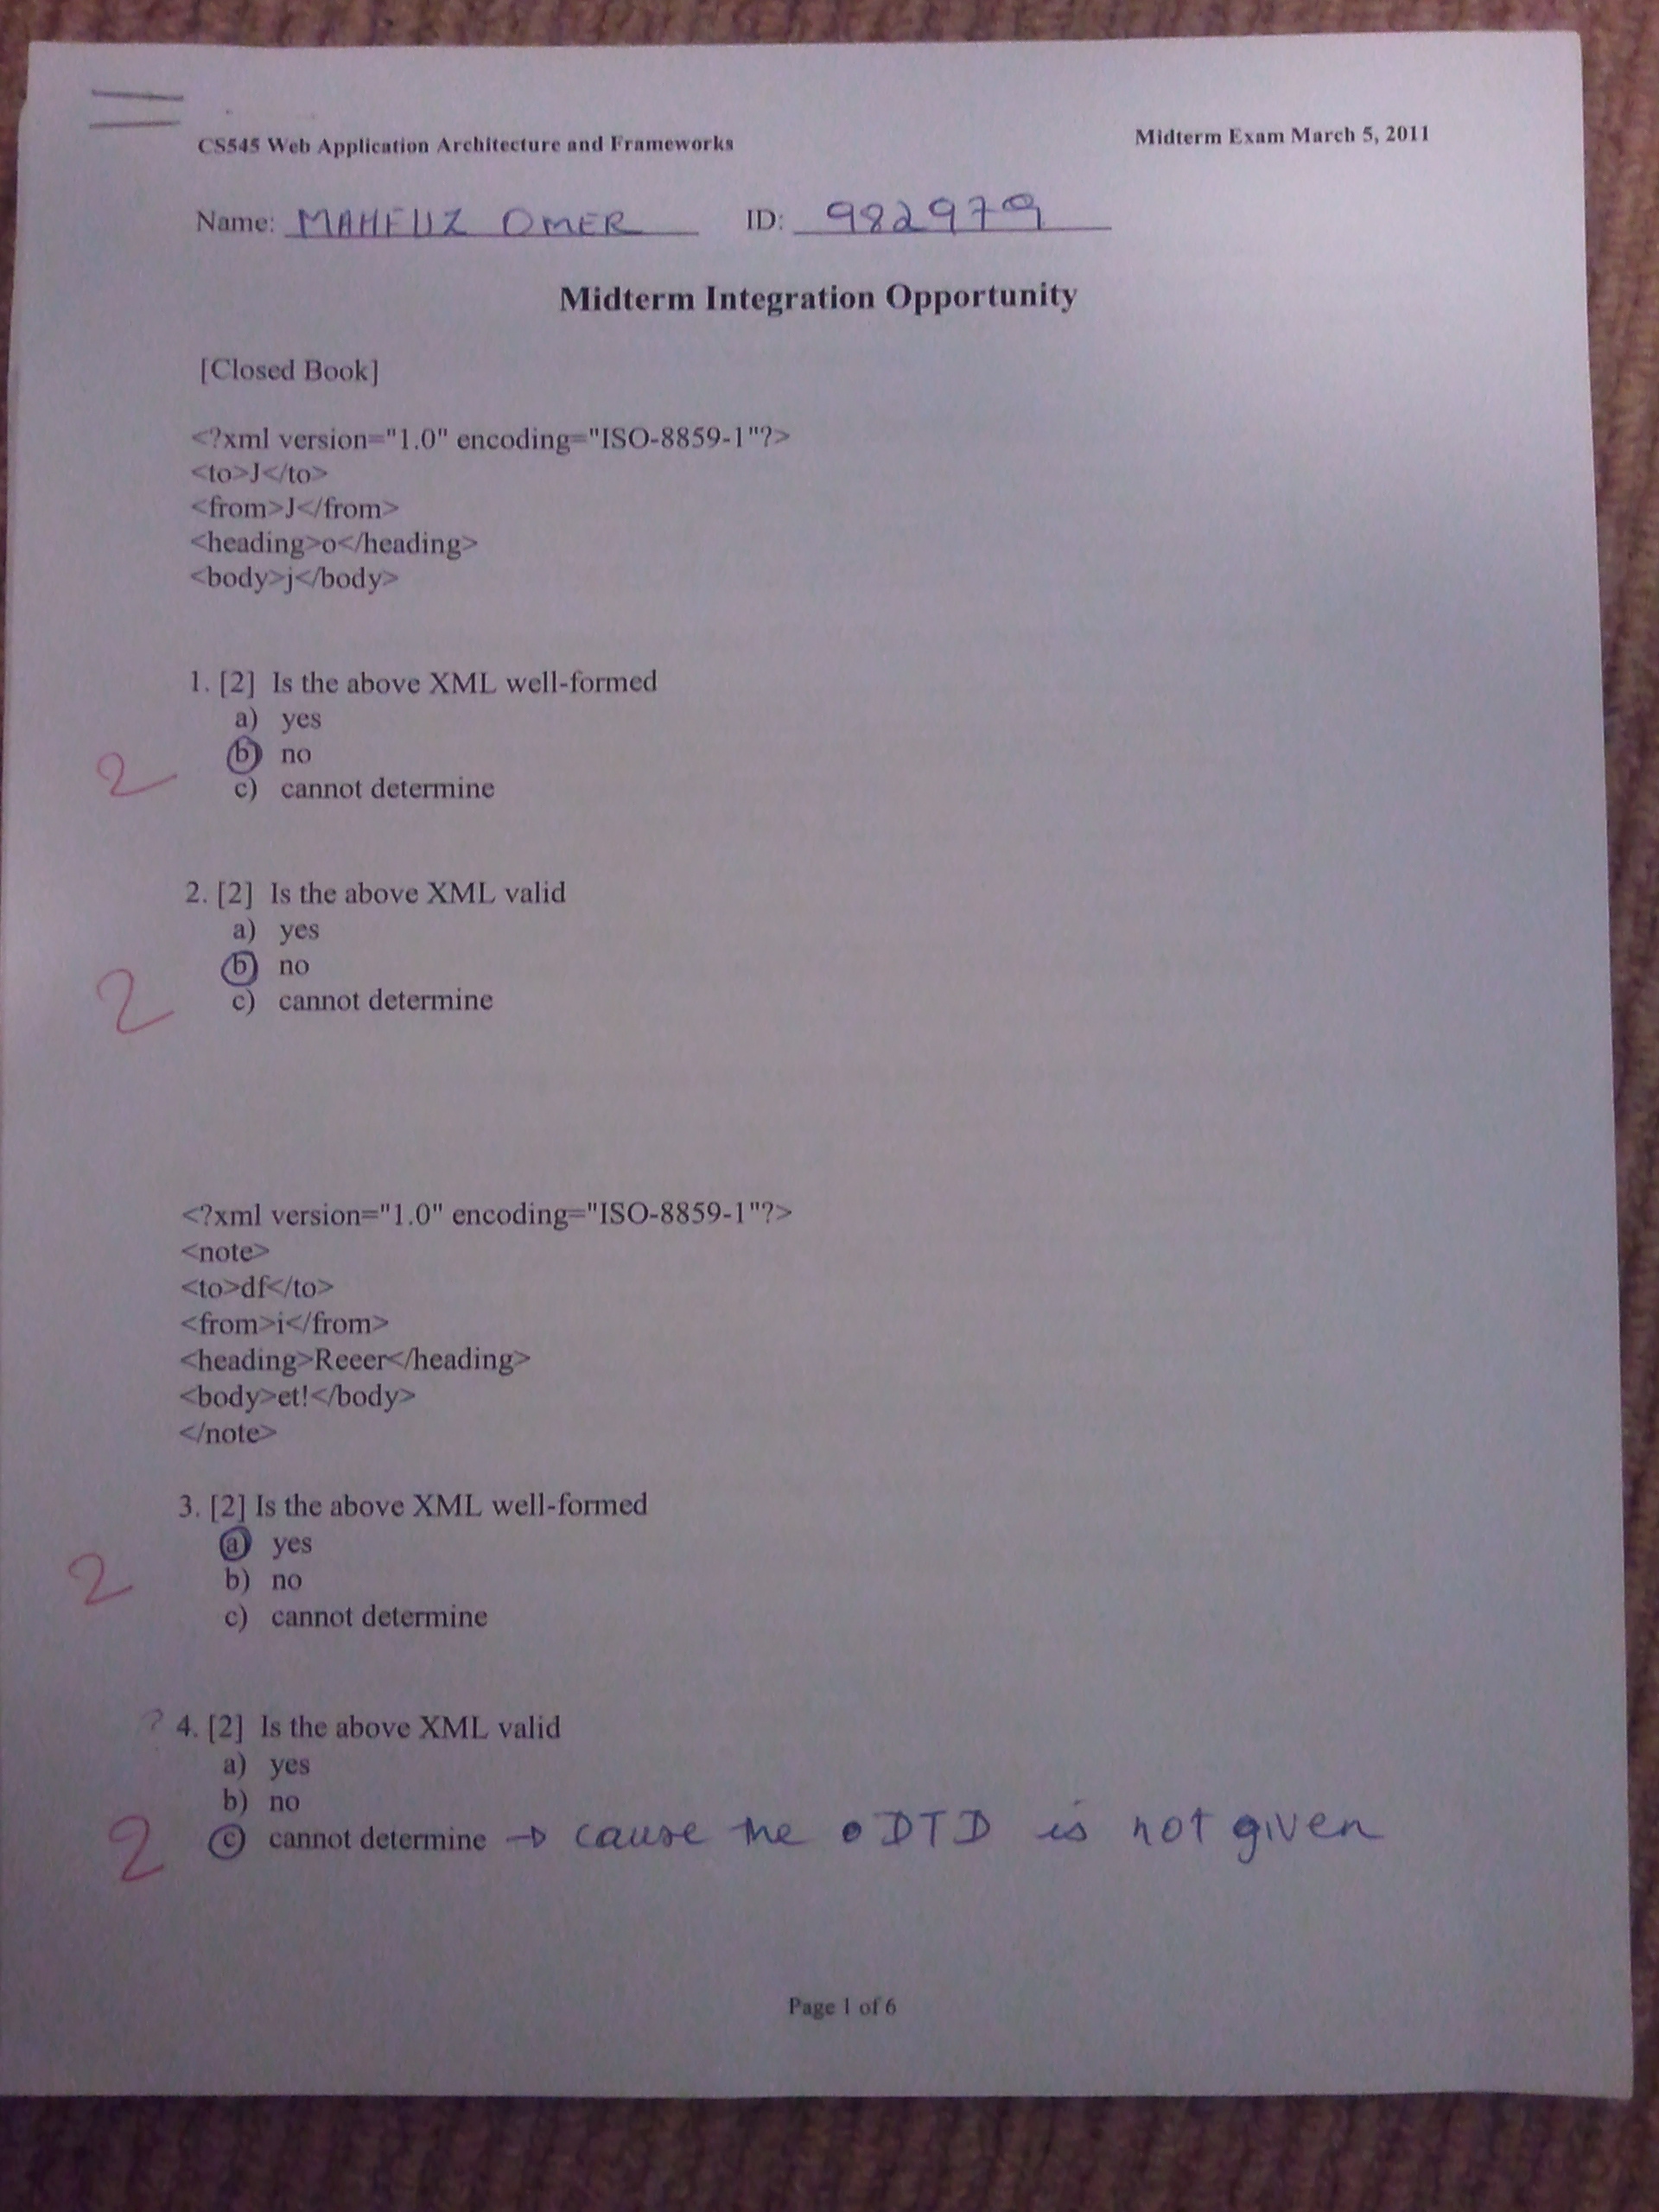 CS545 Web Application Architecture and Frameworks Midterm Exam March 5, 2011
Name: MAHFUZ OMER ID: 982979
Midterm Integration Opportunity
[Closed Book]
<?xml version="1.0" encoding="ISO-8859-1"?>
<to>J</to>
<from>J</from>
<heading>o</heading>
<body>j</body>
1. [2] Is the above XML well-formed
a) yes
b) no
2
c) cannot determine
2. [2] Is the above XML valid
a) yes
b) no
2
c) cannot determine
<?xml version="1.0" encoding="ISO-8859-1"?>
<note>
<to>df</to>
<from>i</from>
<heading>Reeer</heading>
<body>et!</body>
</note>
3. [2] Is the above XML well-formed
a) yes
2
b) no
c) cannot determine
? 4. [2] Is the above XML valid
a) yes
b) no
2
c) cannot determine → cause the DTD is not given
Page 1 of 6